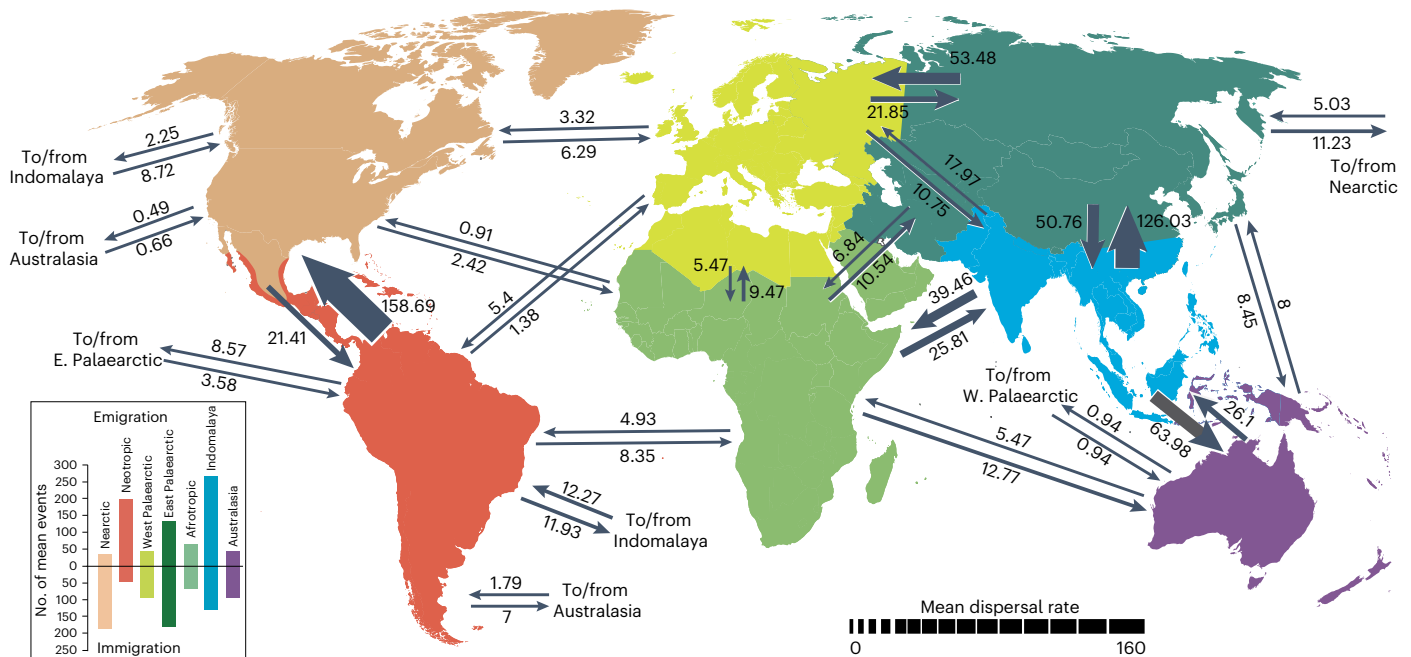 53.48
21.85
5.03
11.23
To/from
Nearctic
3.32
6.29
2.25
8.72
To/from
Indomalaya
0.49
0.66
To/from
Australasia
0.91
2.42
17.97
10.75
50.76
126.03
6.84
10.54
5.47
9.47
39.46
25.81
5.4
1.38
158.69
21.41
8
8.45
To/from
E. Palaearctic
8.57
3.58
To/from
W. Palaearctic
0.94
0.94
26.1
63.98
4.93
8.35
5.47
12.77
12.27
11.93
To/from
Indomalaya
1.79
7
To/from
Australasia
Emigration
No. of mean events
300
250
200
150
100
50
0
50
100
150
200
250
Nearctic
Neotropic
West Palaearctic
East Palaearctic
Afrotropic
Indomalaya
Australasia
Immigration
Mean dispersal rate
0
160